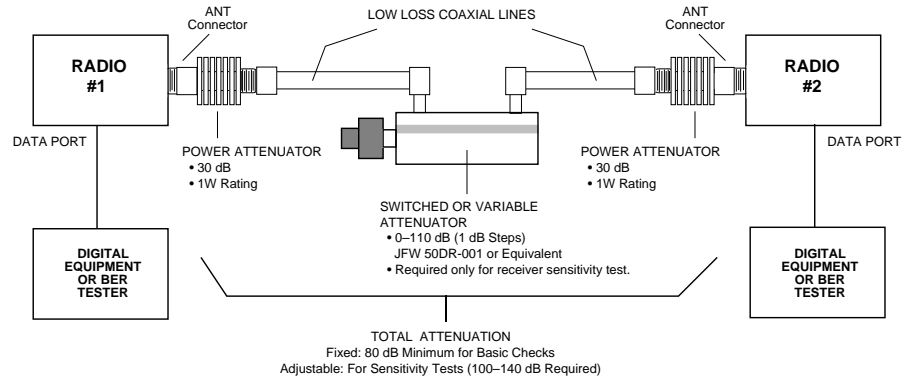 ANT
Connector
LOW LOSS COAXIAL LINES
ANT
Connector
RADIO
#1
RADIO
#2
DATA PORT
DATA PORT
POWER ATTENUATOR
• 30 dB
• 1W Rating
POWER ATTENUATOR
• 30 dB
• 1W Rating
SWITCHED OR VARIABLE
ATTENUATOR
• 0–110 dB (1 dB Steps)
JFW 50DR-001 or Equivalent
• Required only for receiver sensitivity test.
DIGITAL
EQUIPMENT
OR BER
TESTER
DIGITAL
EQUIPMENT
OR BER
TESTER
TOTAL ATTENUATION
Fixed: 80 dB Minimum for Basic Checks
Adjustable: For Sensitivity Tests (100–140 dB Required)